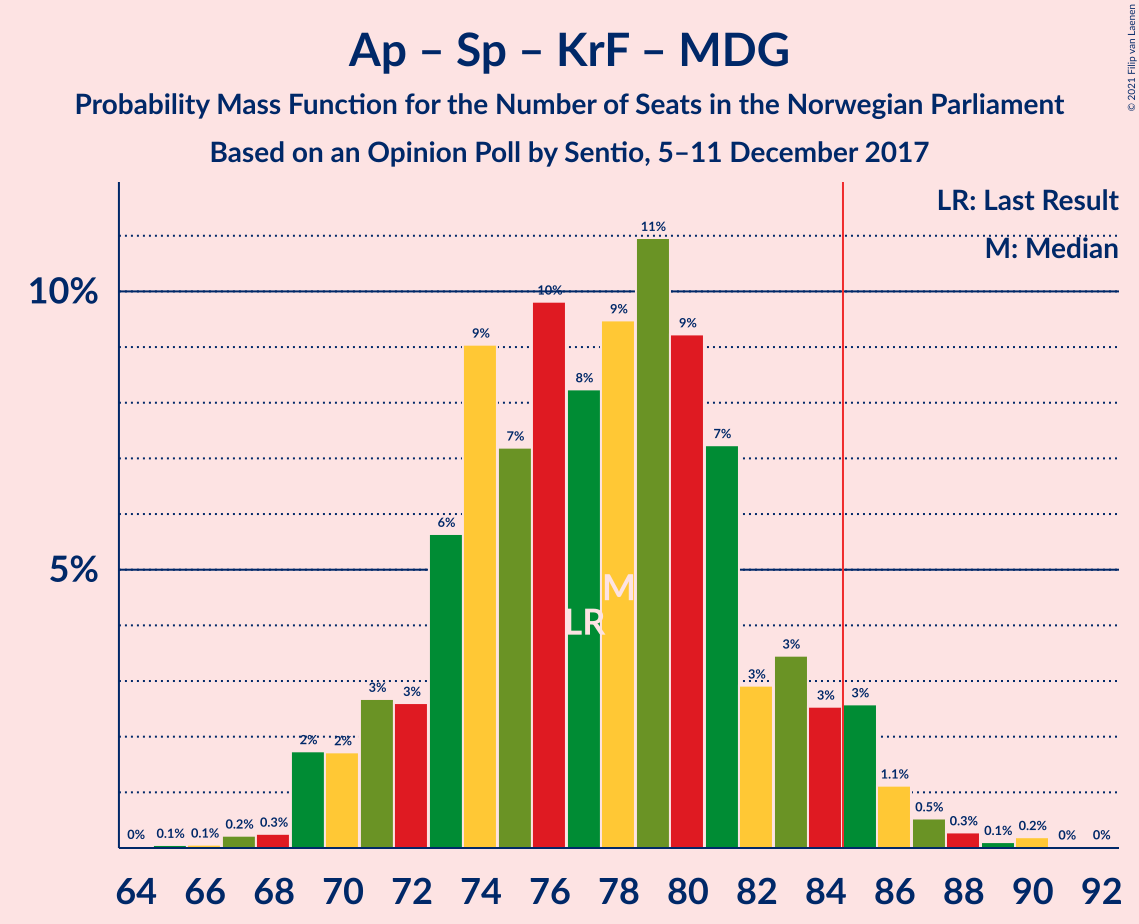 © 2021 Filip van Laenen
Ap – Sp – KrF – MDG
Probability Mass Function for the Number of Seats in the Norwegian Parliament
Based on an Opinion Poll by Sentio, 5–11 December 2017
LR: Last Result
M: Median
10%
5%
0% 0.1% 0.1% 0.2% 0.3% 2% 2% 3% 3% 6% 9% 7% 10% 8% 9% 11% 9% 7% 3% 3% 3% 3% 1.1% 0.5% 0.3% 0.1% 0.2% 0% 0%
M
LR
64 66 68 70 72 74 76 78 80 82 84 86 88 90 92